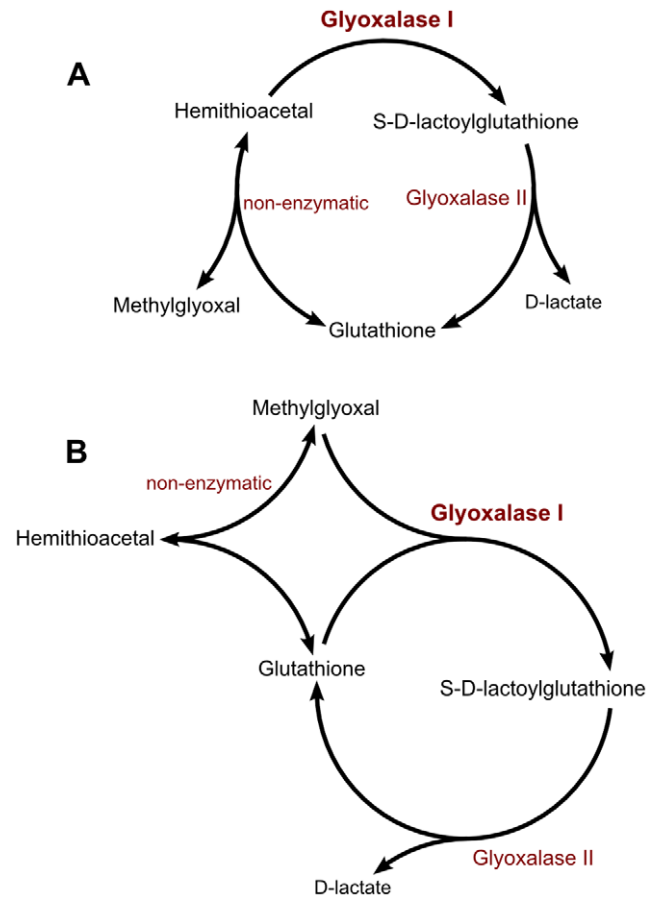 Glyoxalase I
A
Hemithioacetal
S-D-lactoylglutathione
non-enzymatic
Glyoxalase II
Methylglyoxal
D-lactate
Glutathione
Methylglyoxal
B
non-enzymatic
Glyoxalase I
Hemithioacetal
Glutathione
S-D-lactoylglutathione
Glyoxalase II
D-lactate